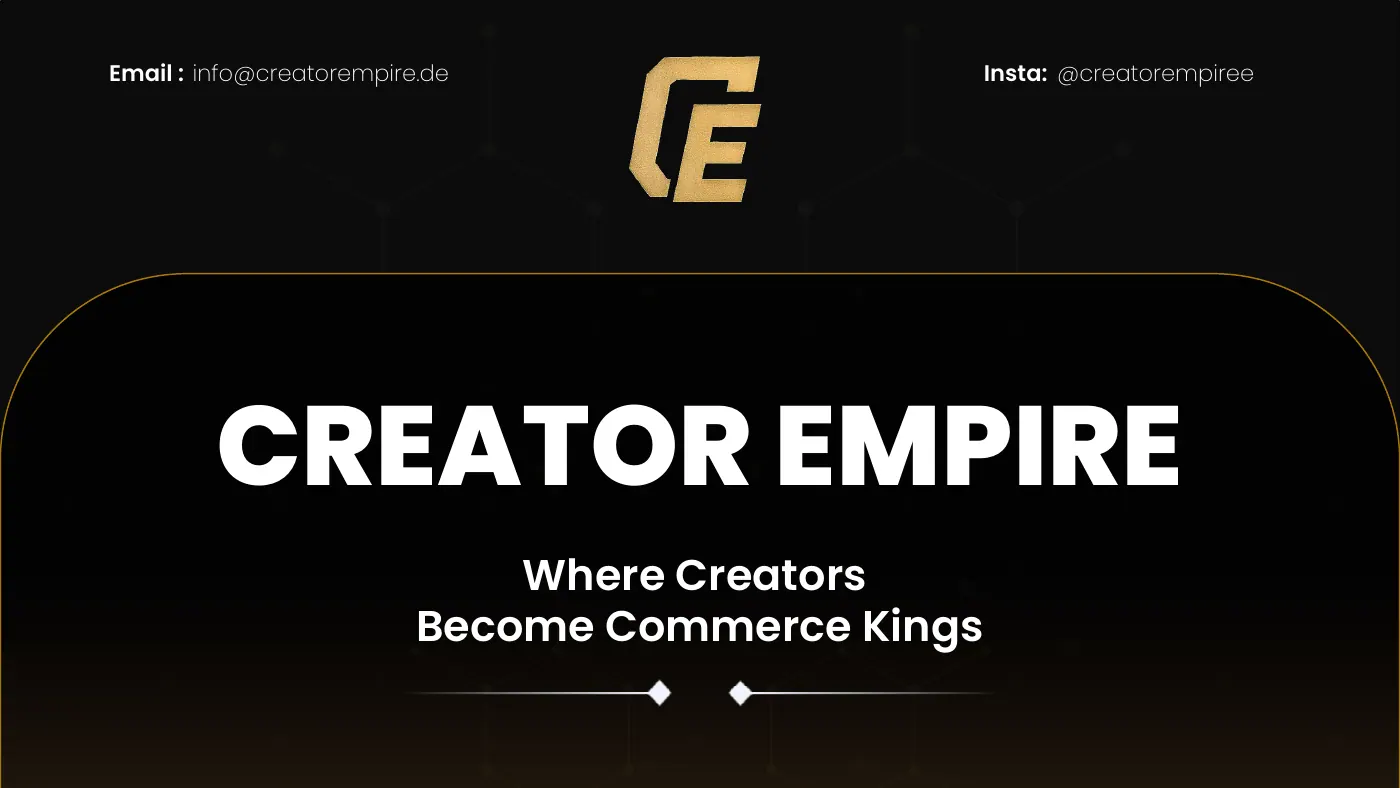 Email : info@creatorempire.de
CE
Insta: @creatorempiree
CREATOR EMPIRE
Where Creators
Become Commerce Kings